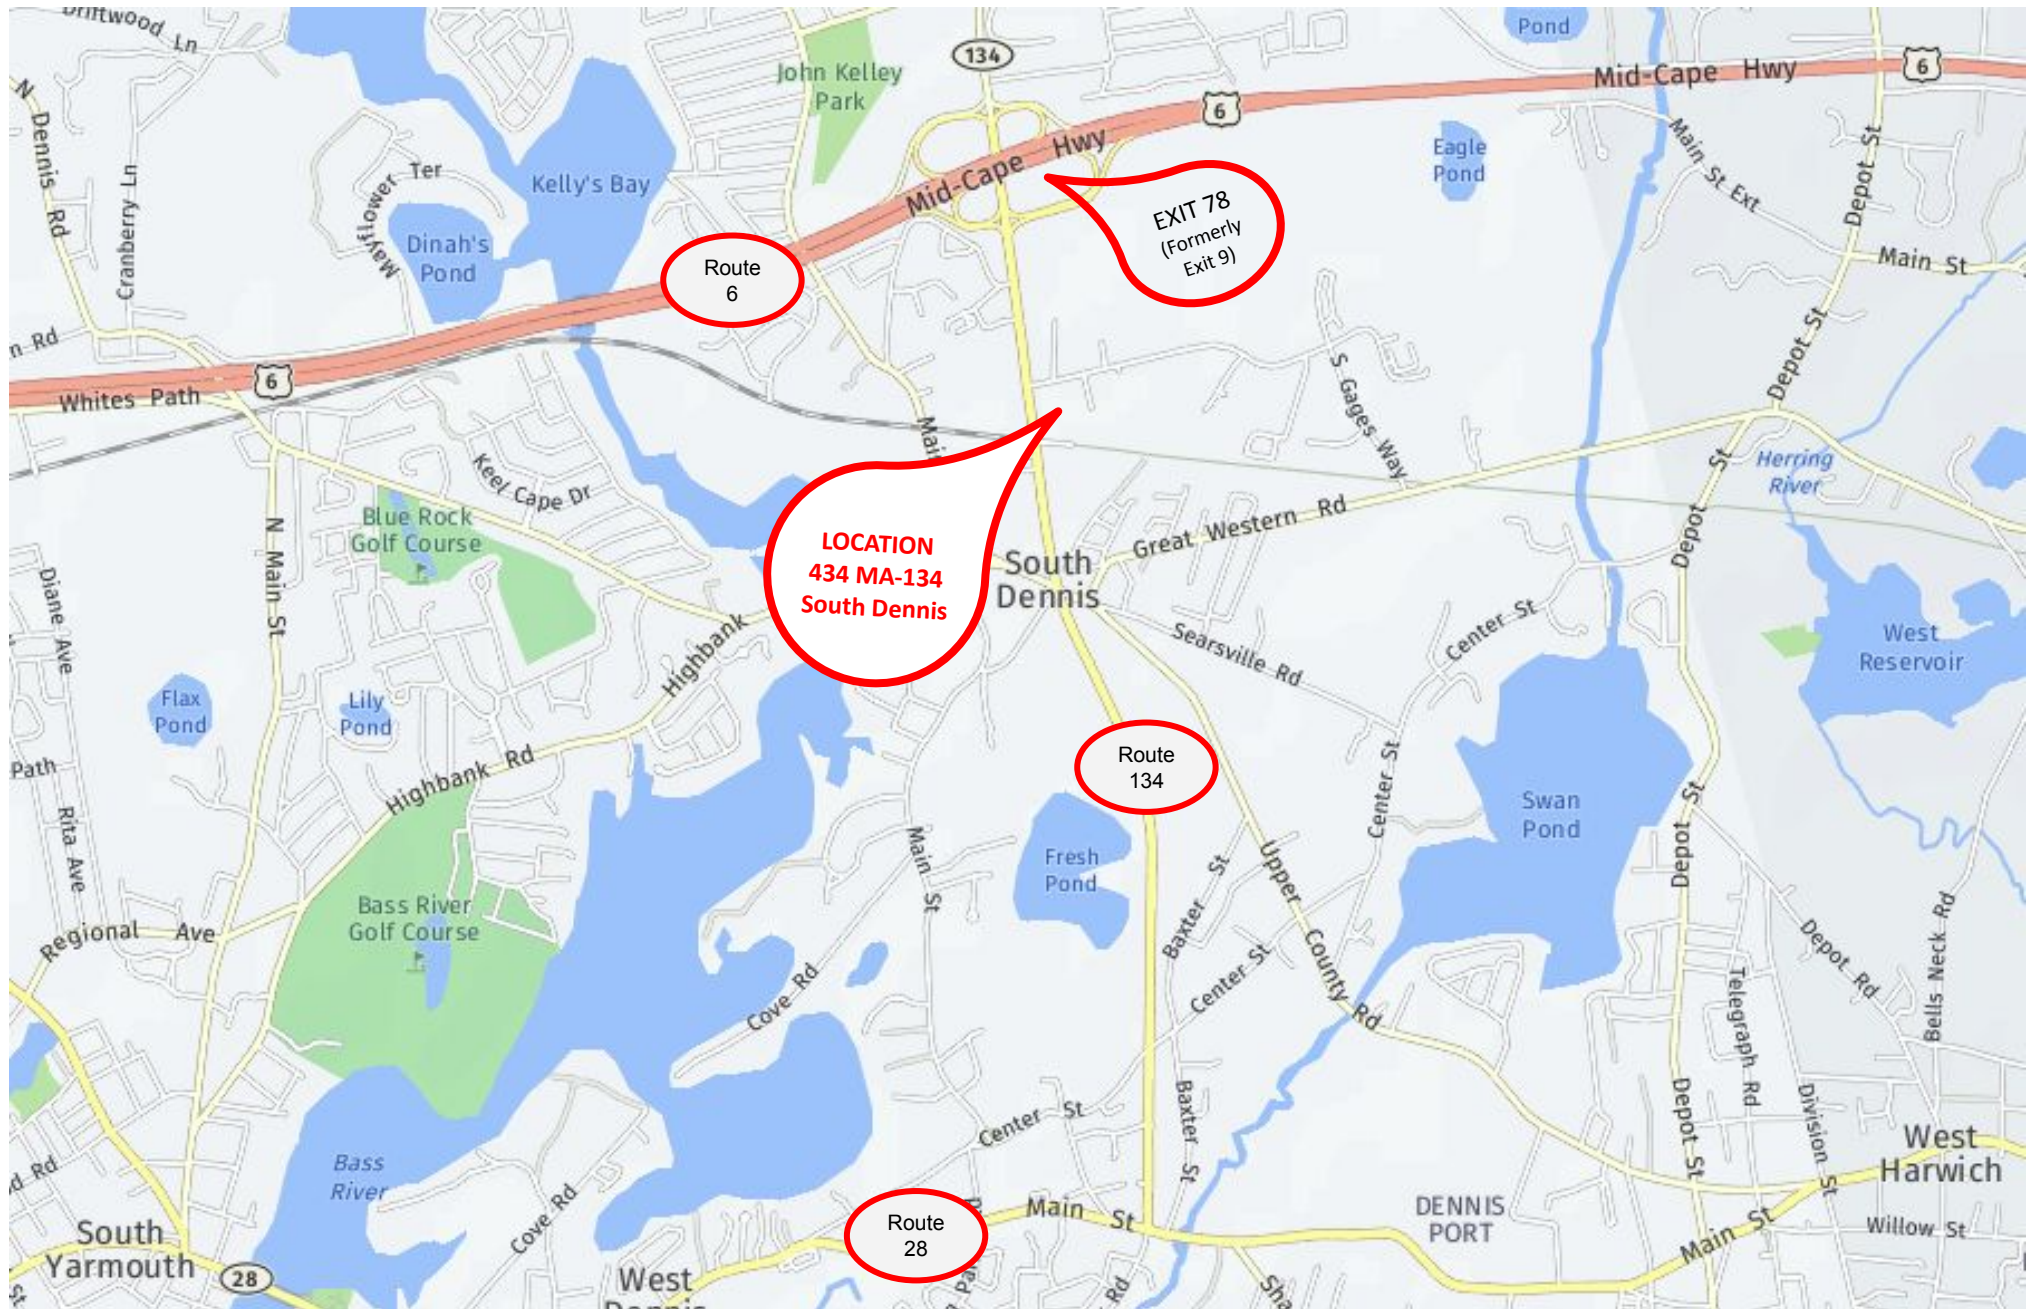 Driftwood Ln
134
Pond
John Kelley
Park
Mid-Cape Hwy
6
6
N Dennis Rd
Cranberry Ln
Mayflower Ter
Kelly's Bay
Mid-Cape Hwy
Eagle
Pond
Main St Ext
Depot St
EXIT 78
(Formerly
Exit 9)
Dinah's
Pond
Route
6
Main St
n Rd
6
Whites Path
Depot St
S Gages Way
Keel Cape Dr
Herring
River
Blue Rock
Golf Course
N Main St
LOCATION
434 MA-134
South Dennis
Great Western Rd
Depot St
South
Dennis
Diane Ave
Highbank
Searsville Rd
Center St
West
Reservoir
Flax
Pond
Lily
Pond
Path
Highbank Rd
Route
134
Center St
Swan
Pond
Depot St
Rita Ave
Main St
Fresh
Pond
Baxter St
Upper County Rd
Bass River
Golf Course
Regional Ave
Cove Rd
Center St
Telegraph Rd
Depot Rd
Bells Neck Rd
Center St
Baxter St
Depot St
Division St
West
Harwich
d Rd
Bass
River
Cove Rd
Route
28
Main St
DENNIS
PORT
Main St
Willow St
South
Yarmouth
28
West
St
Rd